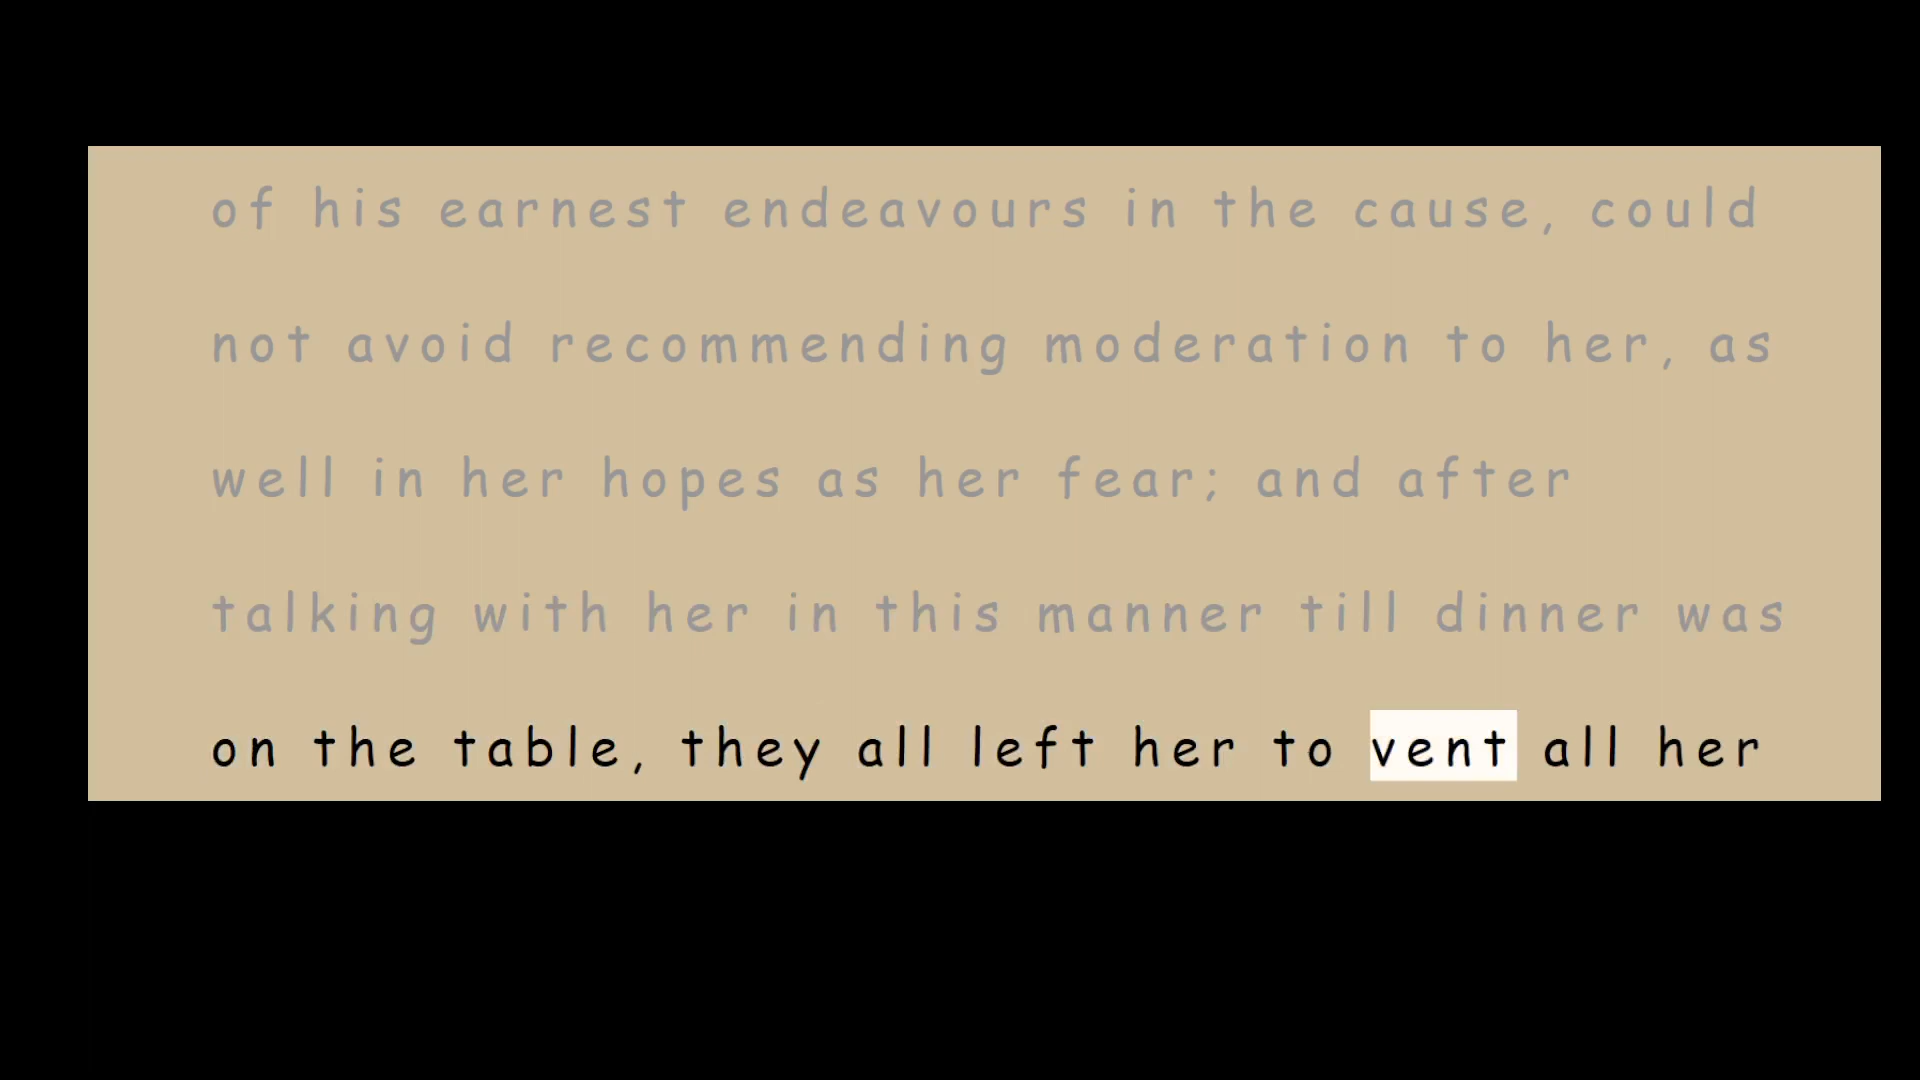 of his earnest endeavours in the cause, could
not avoid recommending moderation to her, as
well in her hopes as her fear; and after
talking with her in this manner till dinner was
on the table, they all left her to vent all her